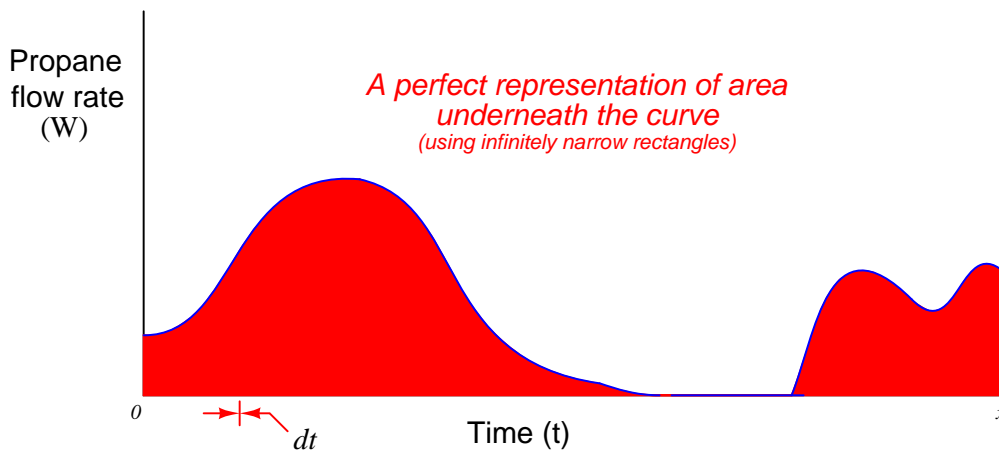 Propane
flow rate
(W)
A perfect representation of area
underneath the curve
(using infinitely narrow rectangles)
0
dt
Time (t)